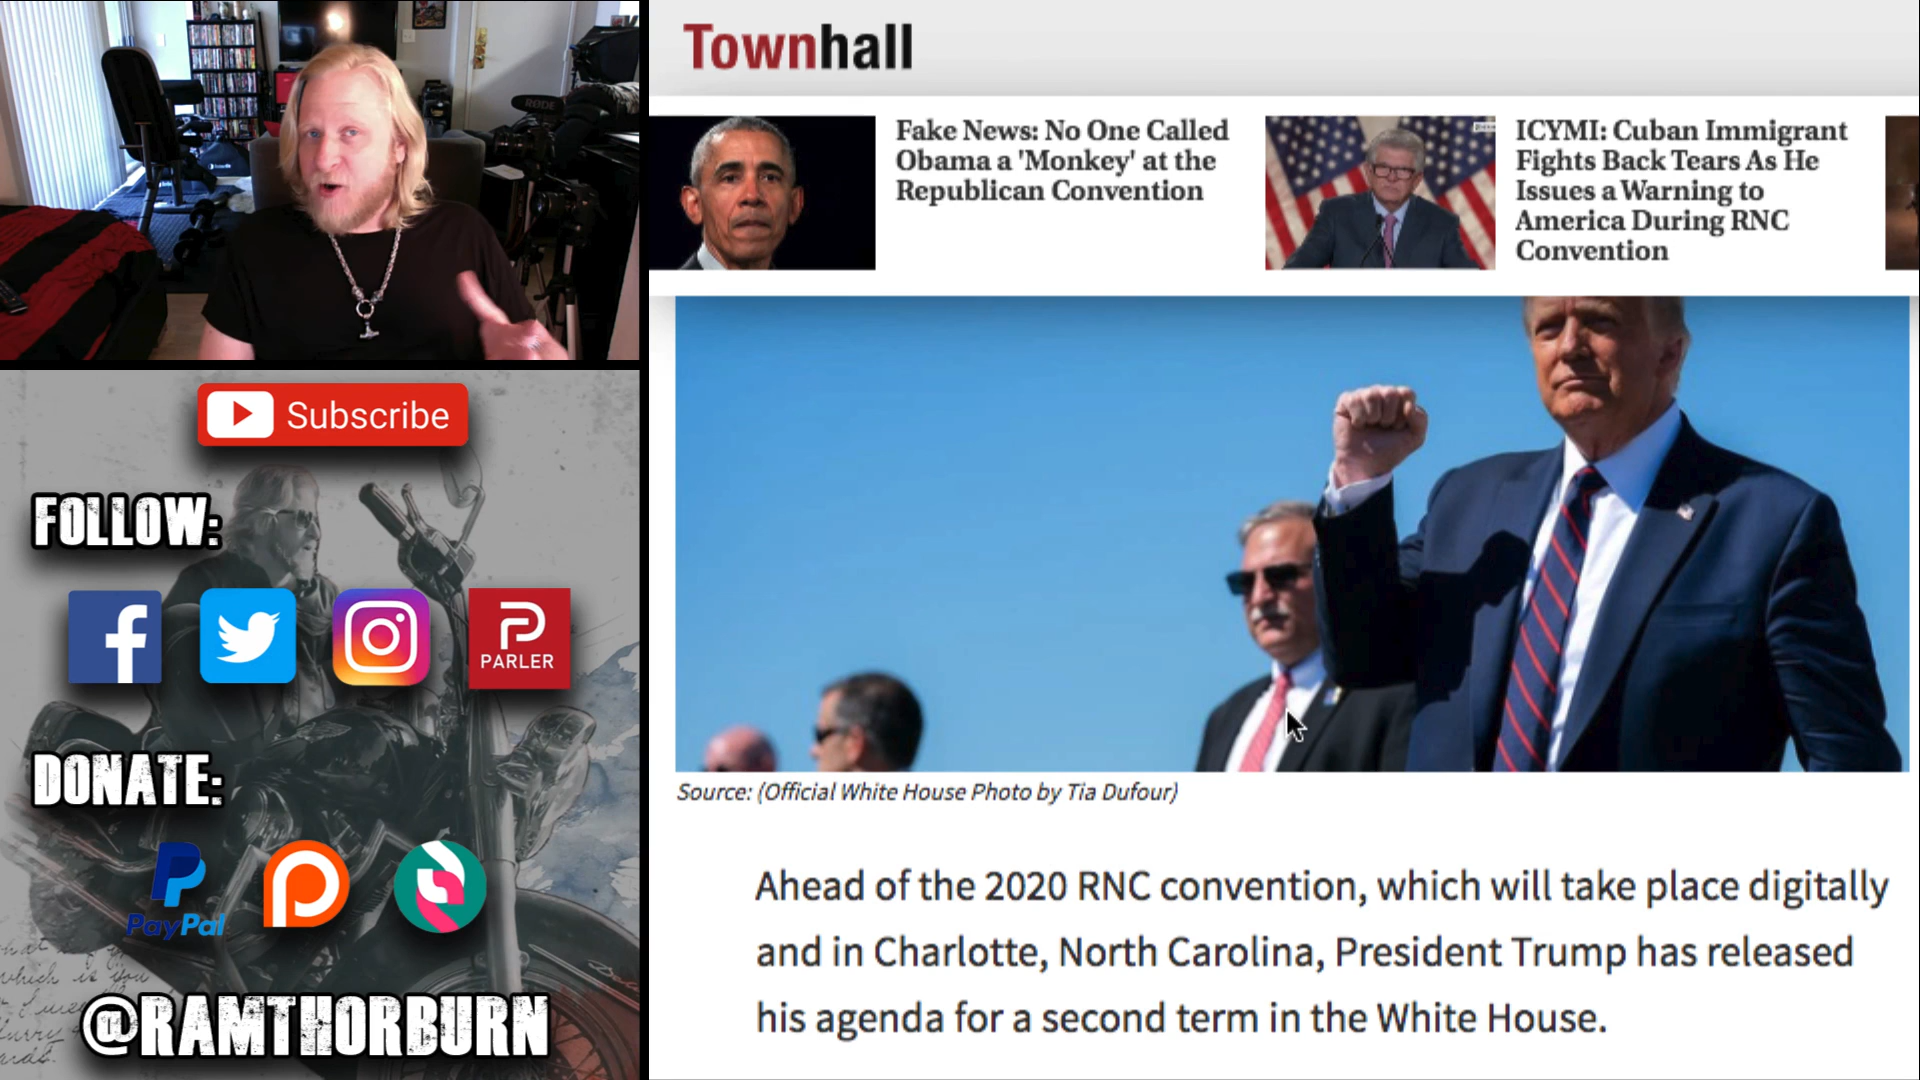 RØDE
Subscribe
FOLLOW:
PARLER
DONATE:
PayPal
@RAMTHORBURN
Townhall
Fake News: No One Called
Obama a 'Monkey' at the
Republican Convention
ICYMI: Cuban Immigrant
Fights Back Tears As He
Issues a Warning to
America During RNC
Convention
Source: (Official White House Photo by Tia Dufour)
Ahead of the 2020 RNC convention, which will take place digitally
and in Charlotte, North Carolina, President Trump has released
his agenda for a second term in the White House.